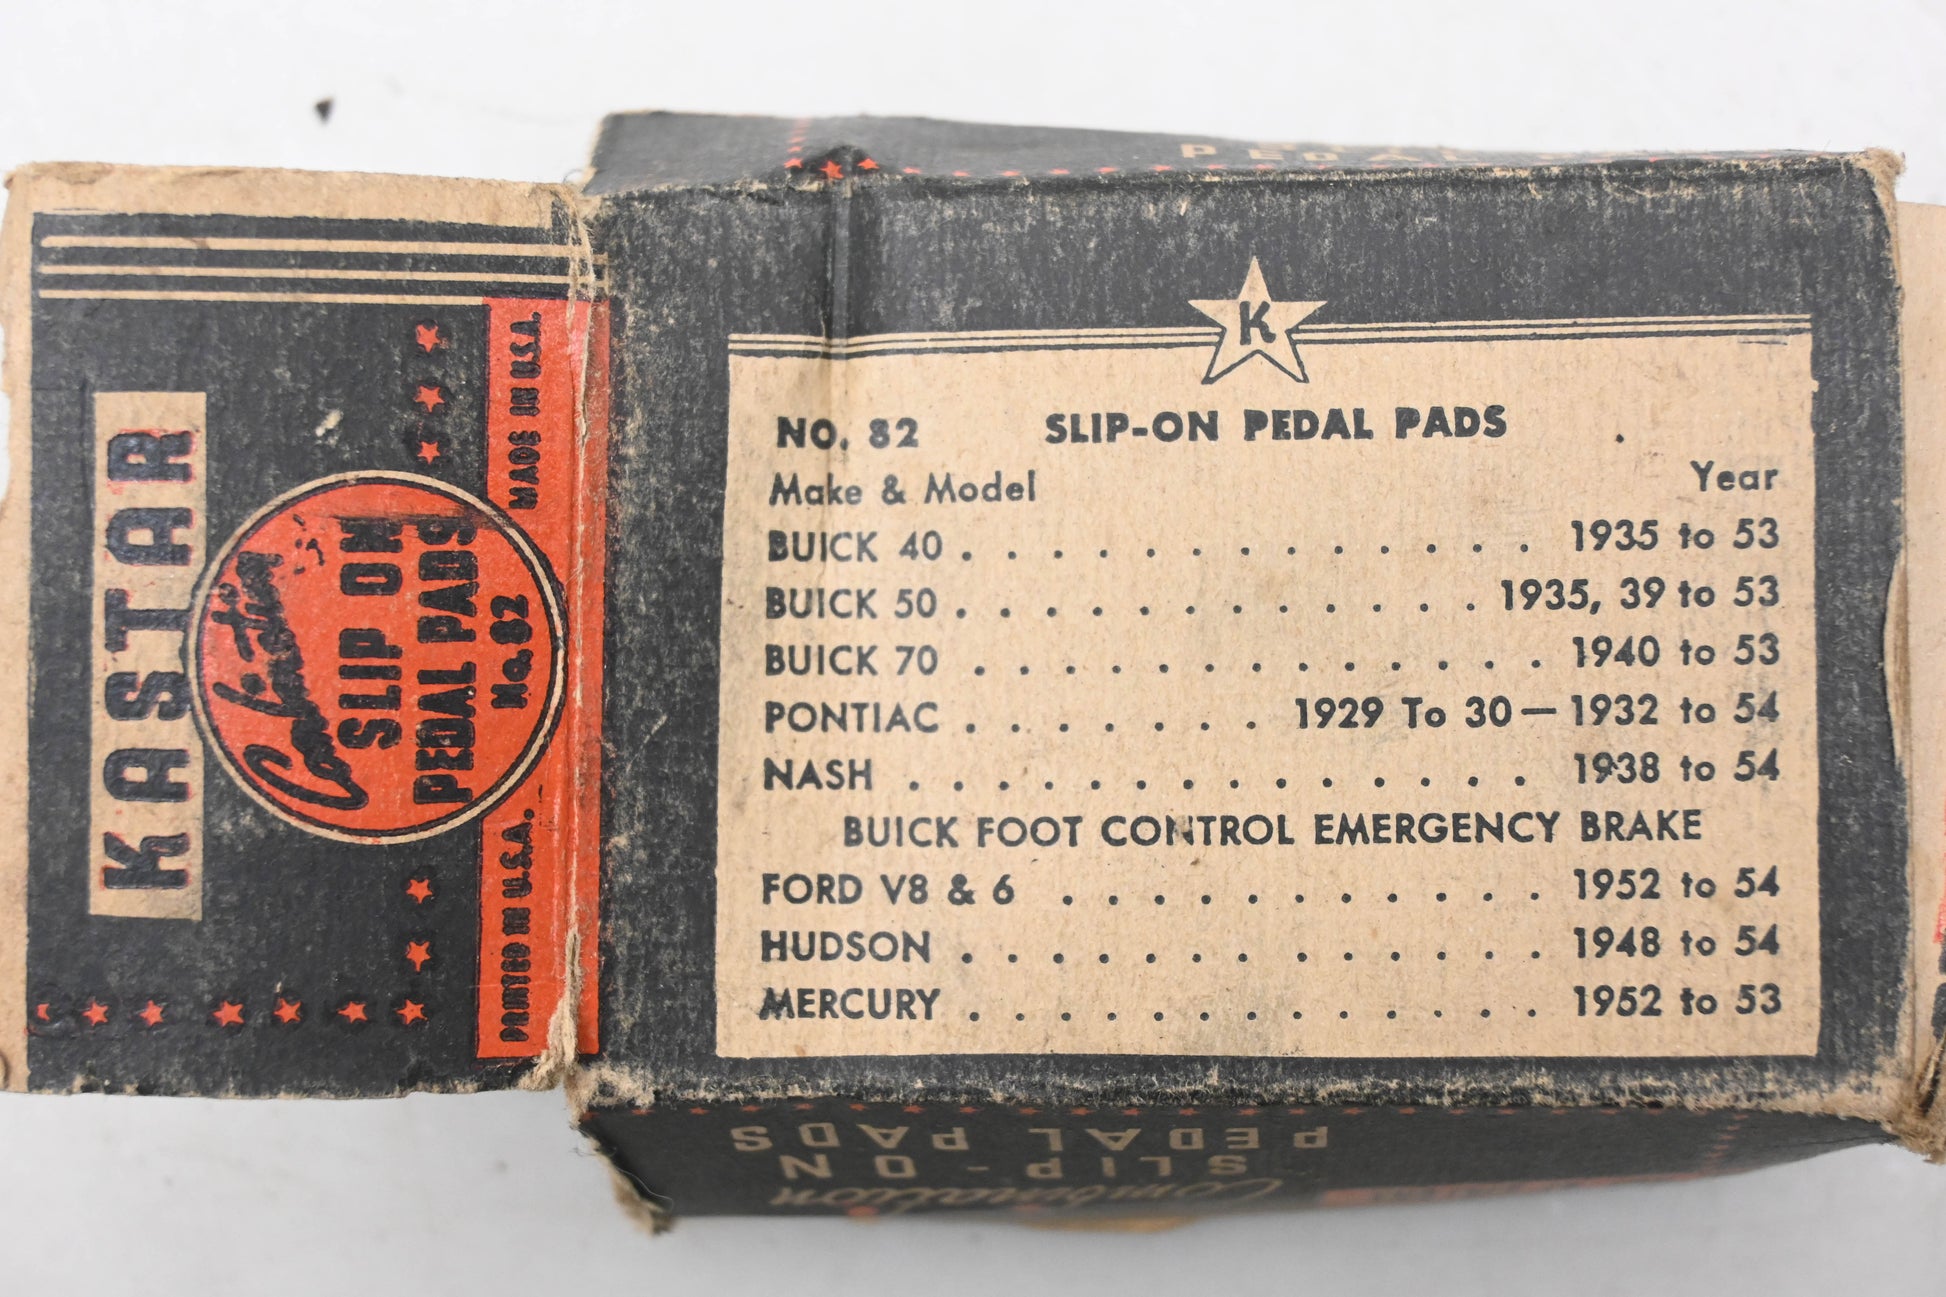 KASTAR
Combination
SLIP ON
PEDAL PADS
No. 82
PRINTED IN U.S.A. MADE IN U.S.A.
PEDAL
K
NO. 82 SLIP-ON PEDAL PADS
Make & Model Year
BUICK 40 . . . . . . . . . . . . . 1935 to 53
BUICK 50 . . . . . . . . . . . . 1935, 39 to 53
BUICK 70 . . . . . . . . . . . . . 1940 to 53
PONTIAC . . . . . . . 1929 To 30—1932 to 54
NASH . . . . . . . . . . . . . . 1938 to 54
BUICK FOOT CONTROL EMERGENCY BRAKE
FORD V8 & 6 . . . . . . . . . . . 1952 to 54
HUDSON . . . . . . . . . . . . . 1948 to 54
MERCURY . . . . . . . . . . . . . 1952 to 53
Combination
SLIP-ON
PEDAL PADS